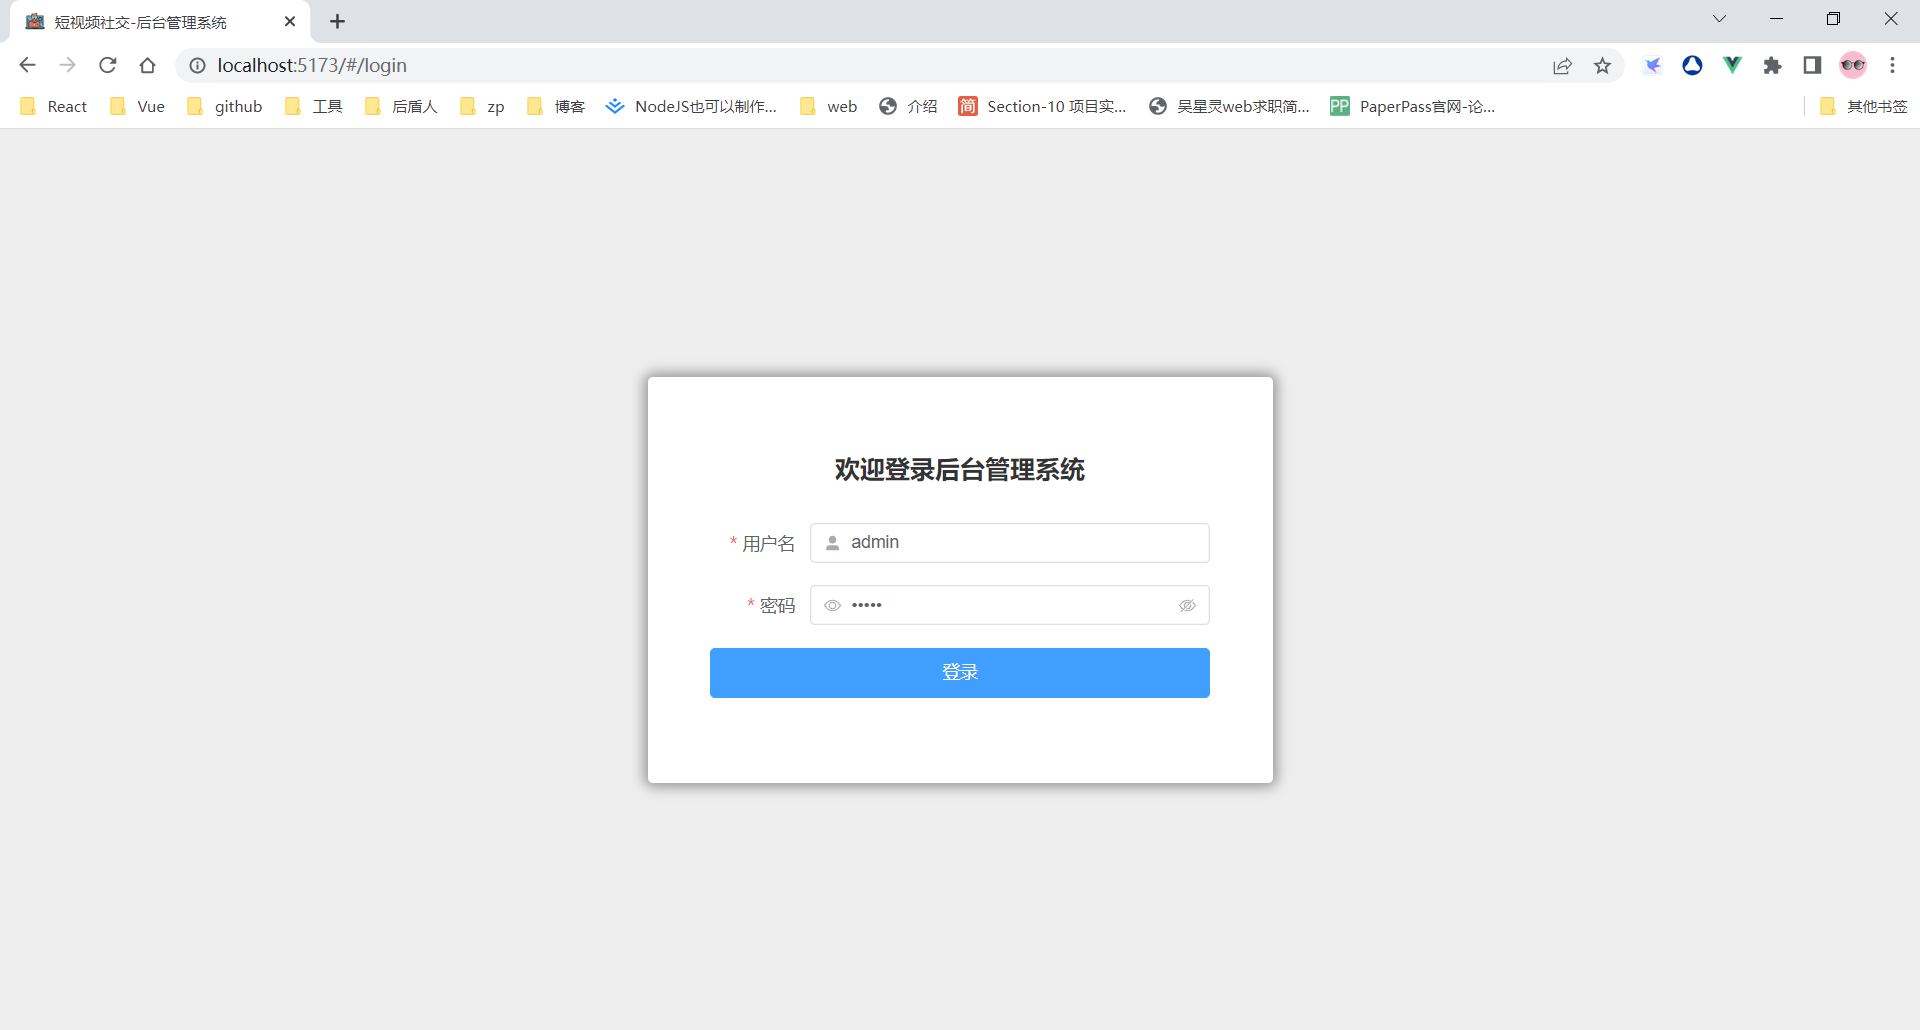 短视频社交-后台管理系统
localhost:5173/#/login
React Vue github 工具 后盾人 zp 博客 NodeJS也可以制作... web 介绍 简 Section-10 项目实... 吴星灵web求职简... PP PaperPass官网-论... 其他书签
欢迎登录后台管理系统
* 用户名 admin
* 密码 •••••
登录